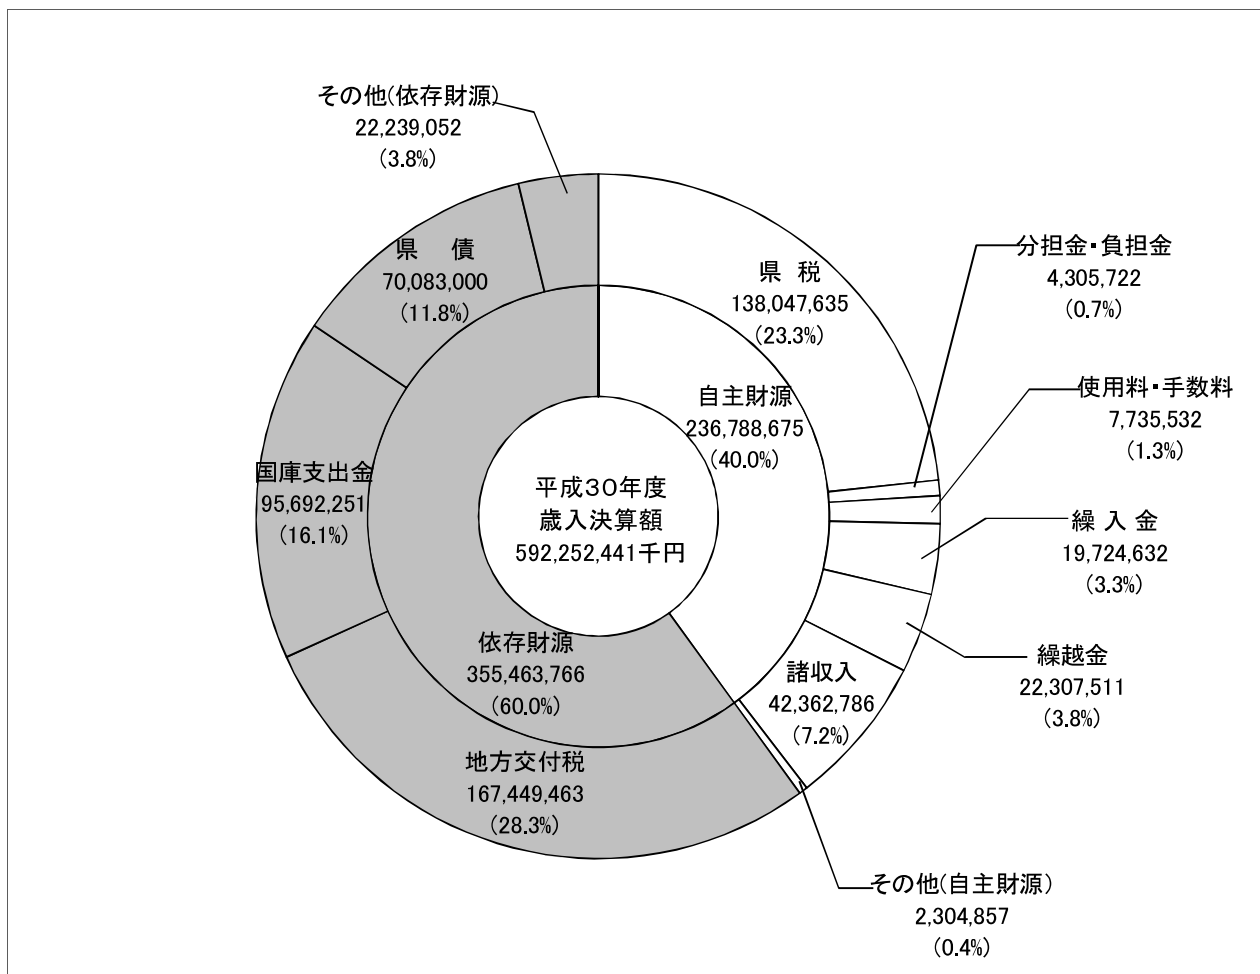 その他(依存財源)
22,239,052
(3.8%)
県 債
70,083,000
(11.8%)
県 税
138,047,635
(23.3%)
分担金・負担金
4,305,722
(0.7%)
使用料・手数料
7,735,532
(1.3%)
自主財源
236,788,675
(40.0%)
国庫支出金
95,692,251
(16.1%)
平成30年度
歳入決算額
592,252,441千円
繰 入 金
19,724,632
(3.3%)
繰越金
22,307,511
(3.8%)
依存財源
355,463,766
(60.0%)
諸収入
42,362,786
(7.2%)
地方交付税
167,449,463
(28.3%)
その他(自主財源)
2,304,857
(0.4%)